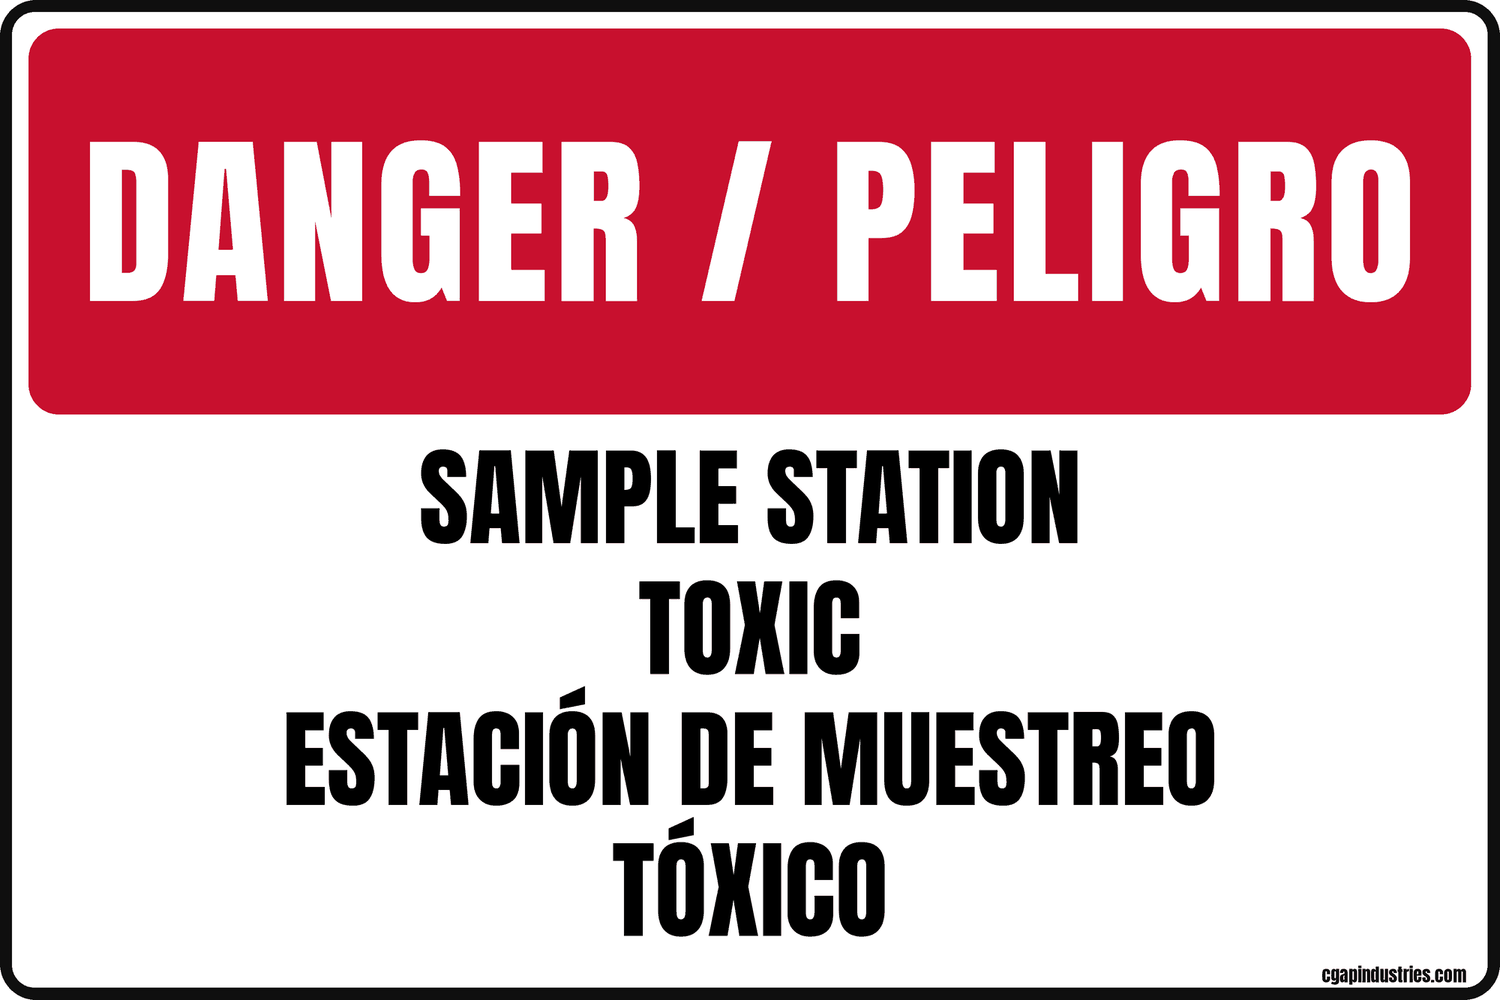 DANGER / PELIGRO
SAMPLE STATION
TOXIC
ESTACIÓN DE MUESTREO
TÓXICO
cgapindustries.com